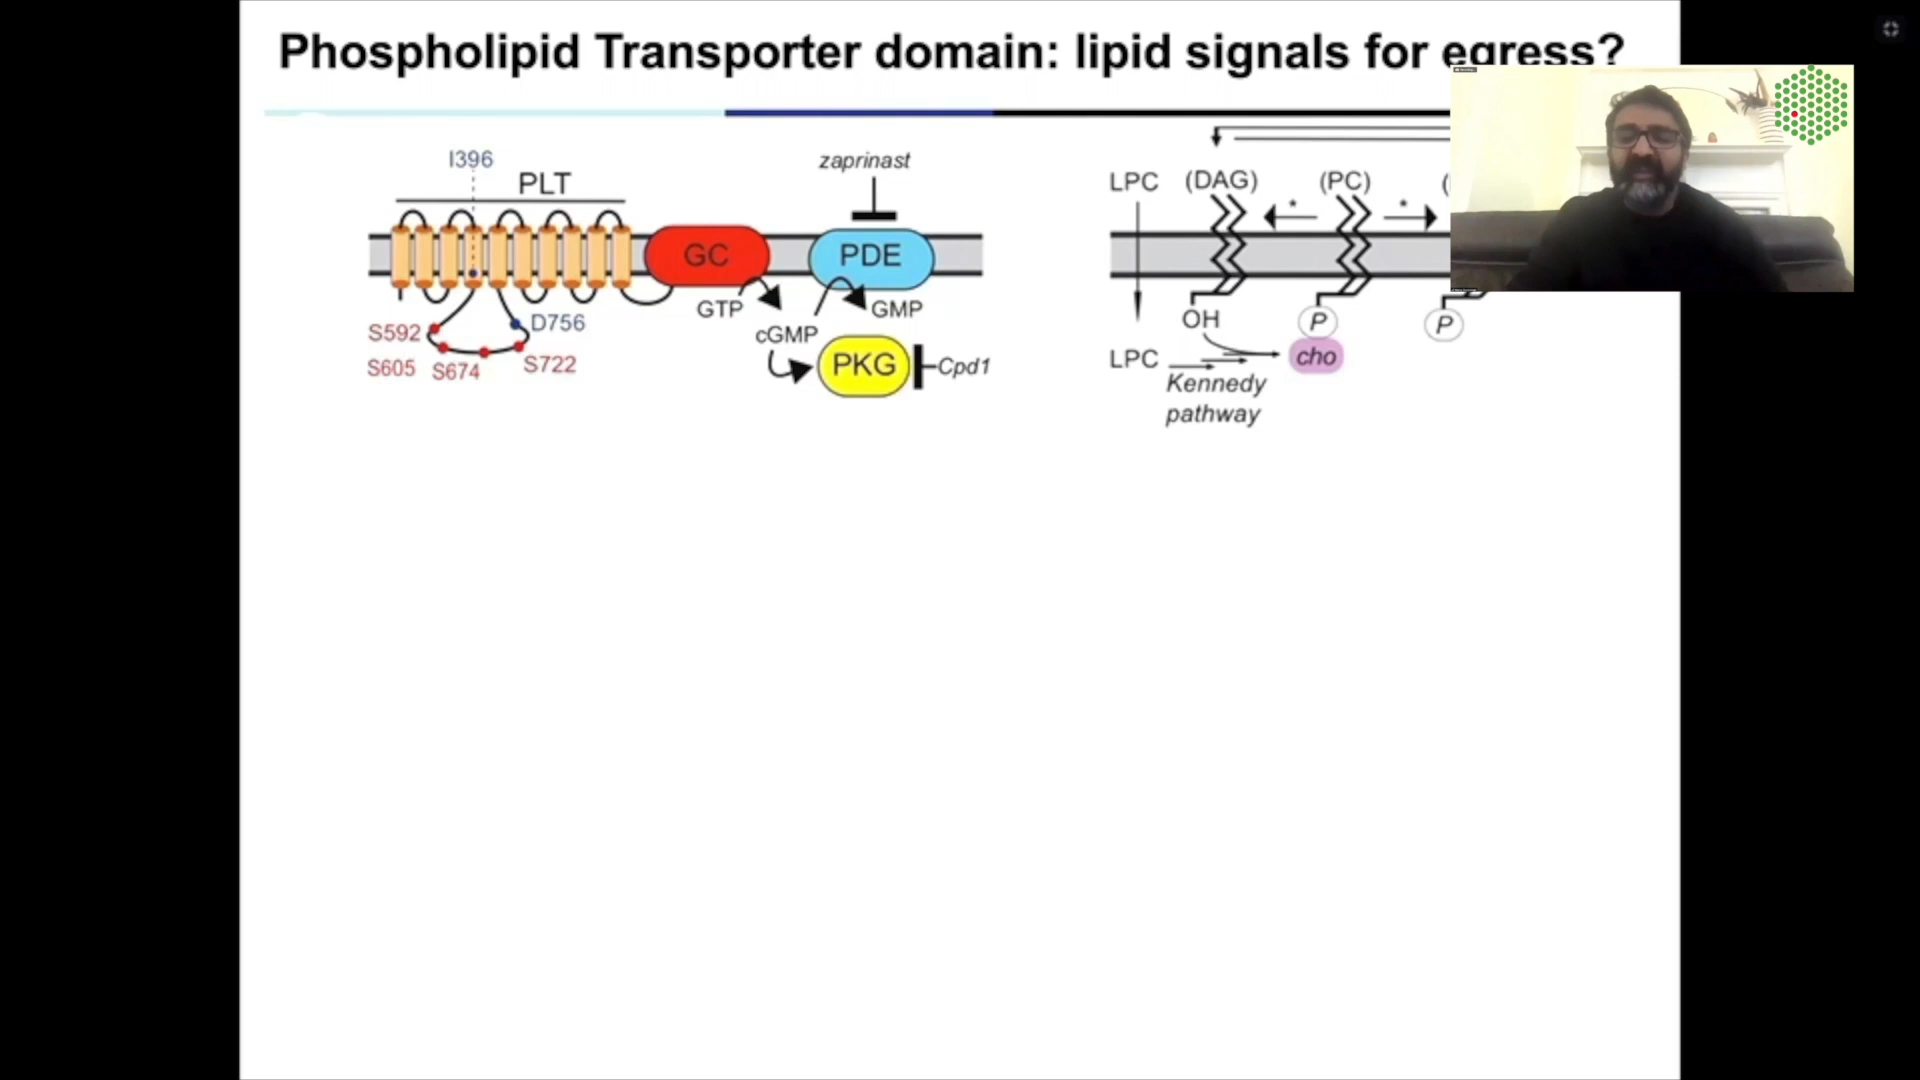 Phospholipid Transporter domain: lipid signals for egress?
I396
PLT
zaprinast
GC
PDE
GTP
GMP
cGMP
PKG
Cpd1
S592
D756
S605
S674
S722
LPC
(DAG)
(PC)
(
*
*
OH
P
P
LPC
cho
Kennedy
pathway